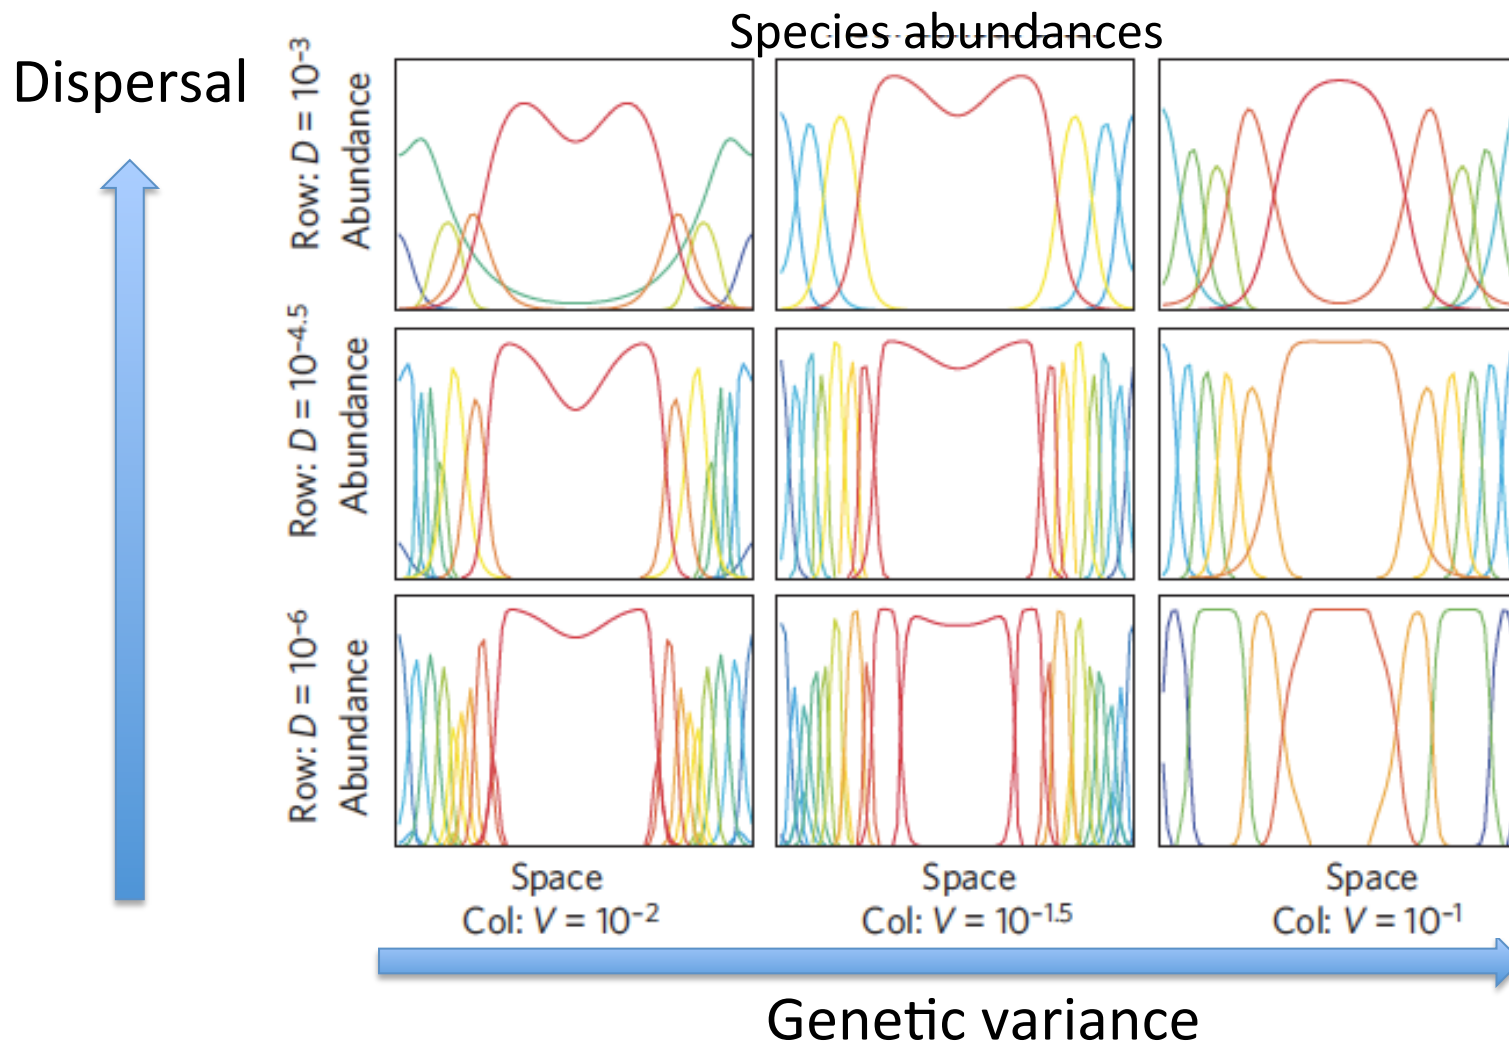 Species abundances
Dispersal
Row: D = 10⁻³
Abundance
Row: D = 10⁻⁴·⁵
Abundance
Row: D = 10⁻⁶
Abundance
Space
Space
Space
Col: V = 10⁻²
Col: V = 10⁻¹·⁵
Col: V = 10⁻¹
Genetic variance